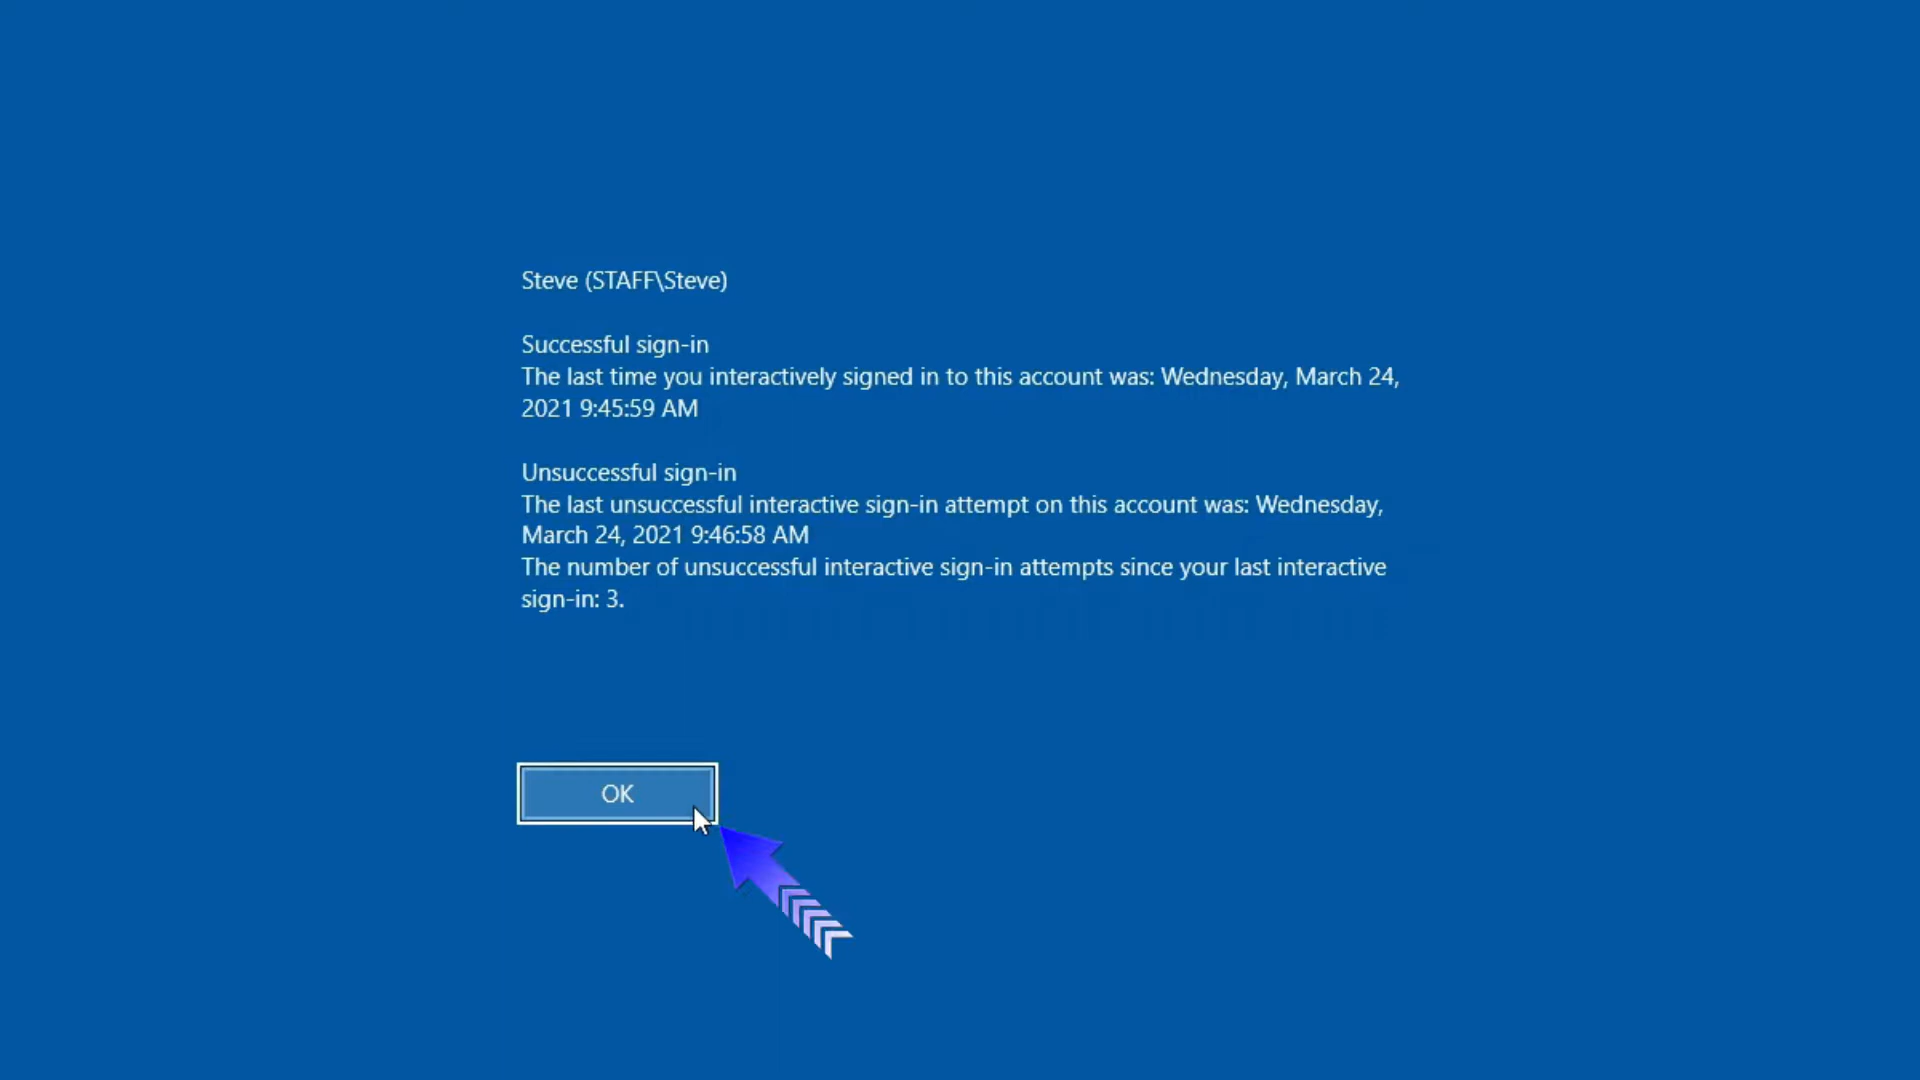 Steve (STAFF\Steve)
Successful sign-in
The last time you interactively signed in to this account was: Wednesday, March 24,
2021 9:45:59 AM
Unsuccessful sign-in
The last unsuccessful interactive sign-in attempt on this account was: Wednesday,
March 24, 2021 9:46:58 AM
The number of unsuccessful interactive sign-in attempts since your last interactive
sign-in: 3.
OK